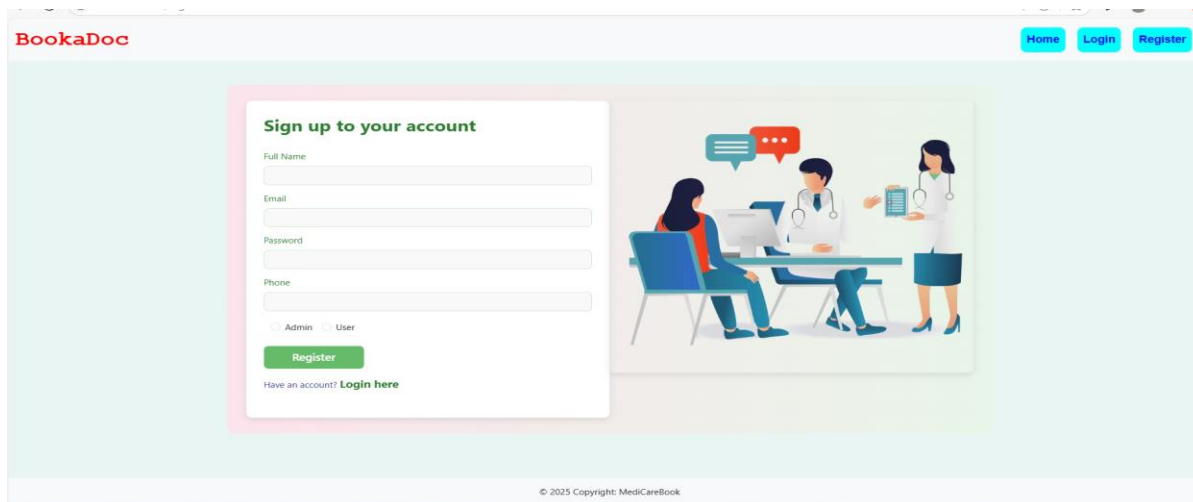 BookaDoc
Home Login Register
Sign up to your account
Full Name
Email
Password
Phone
Admin User
Register
Have an account? Login here
© 2025 Copyright: MediCareBook